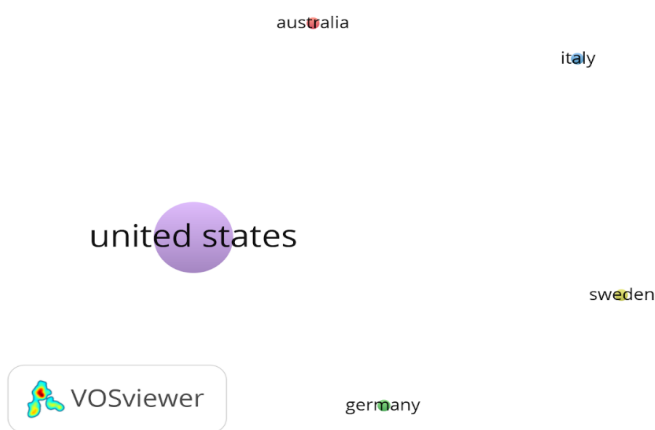 australia
italy
united states
sweden
VOSviewer
germany